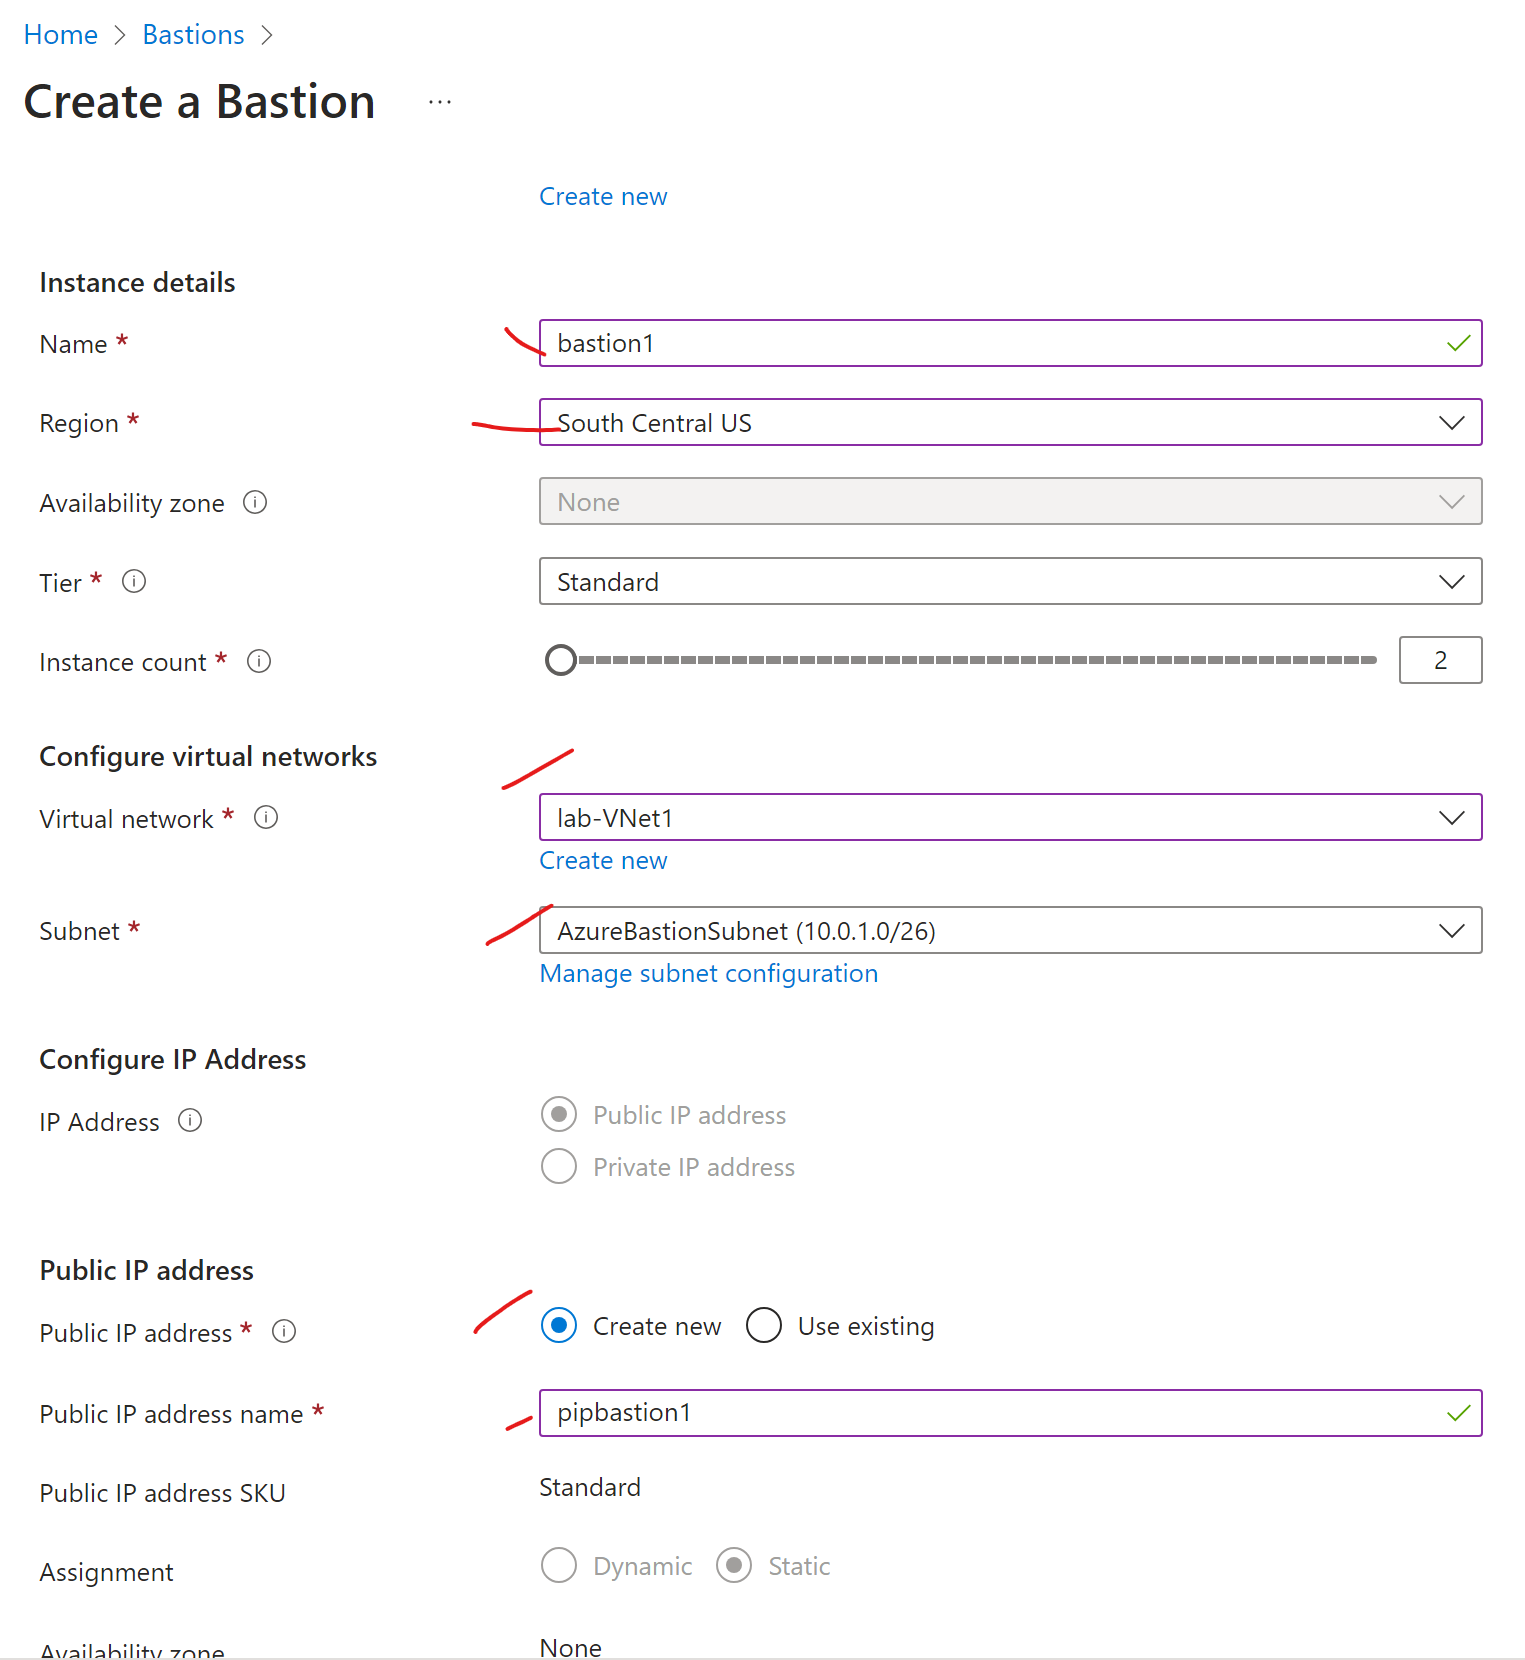 Home > Bastions >
Create a Bastion ...
Create new
Instance details
Name * bastion1
Region * South Central US
Availability zone None
Tier * Standard
Instance count * 2
Configure virtual networks
Virtual network * lab-VNet1
Create new
Subnet * AzureBastionSubnet (10.0.1.0/26)
Manage subnet configuration
Configure IP Address
IP Address Public IP address
Private IP address
Public IP address
Public IP address * Create new Use existing
Public IP address name * pipbastion1
Public IP address SKU Standard
Assignment Dynamic Static
Availability zone None